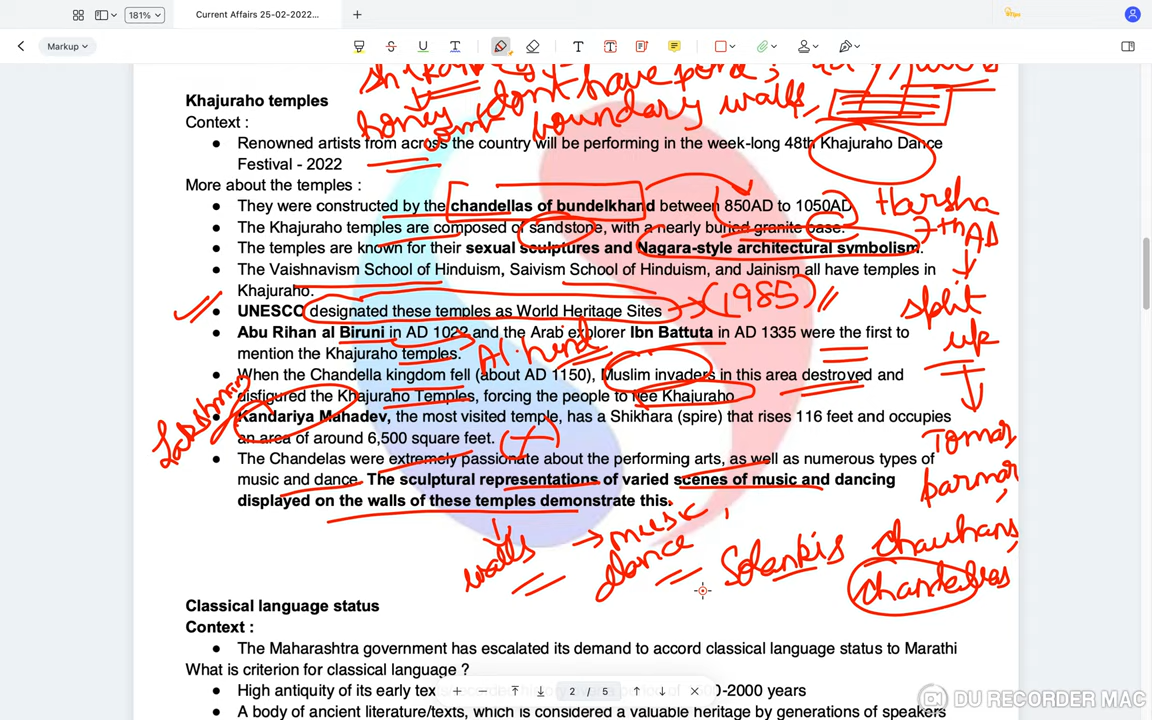 181%
Current Affairs 25-02-2022...
Markup
shikara
honey comb
don't have pond &
boundary walls,
Khajuraho temples
Context :
● Renowned artists from across the country will be performing in the week-long 48th Khajuraho Dance
Festival - 2022
More about the temples :
● They were constructed by the chandellas of bundelkhand between 850AD to 1050AD
● The Khajuraho temples are composed of sandstone, with a nearly buried granite base.
● The temples are known for their sexual sculptures and Nagara-style architectural symbolism.
● The Vaishnavism School of Hinduism, Saivism School of Hinduism, and Jainism all have temples in
Khajuraho.
● UNESCO designated these temples as World Heritage Sites → (1985)
● Abu Rihan al Biruni in AD 1022 and the Arab explorer Ibn Battuta in AD 1335 were the first to
mention the Khajuraho temples.
Al-hend
● When the Chandella kingdom fell (about AD 1150), Muslim invaders in this area destroyed and
disfigured the Khajuraho Temples, forcing the people to flee Khajuraho.
● Kandariya Mahadev, the most visited temple, has a Shikhara (spire) that rises 116 feet and occupies
an area of around 6,500 square feet.
● The Chandelas were extremely passionate about the performing arts, as well as numerous types of
music and dance. The sculptural representations of varied scenes of music and dancing
displayed on the walls of these temples demonstrate this.
Harsha
7th AD
split
up
Tomar
parmar,
chauhans,
chandellas
Solankis
Lakshman
walls
→ music,
dance
Classical language status
Context :
● The Maharashtra government has escalated its demand to accord classical language status to Marathi
What is criterion for classical language ?
● High antiquity of its early tex
0-2000 years
2 / 5
● A body of ancient literature/texts, which is considered a valuable heritage by generations of speakers
DU RECORDER MAC